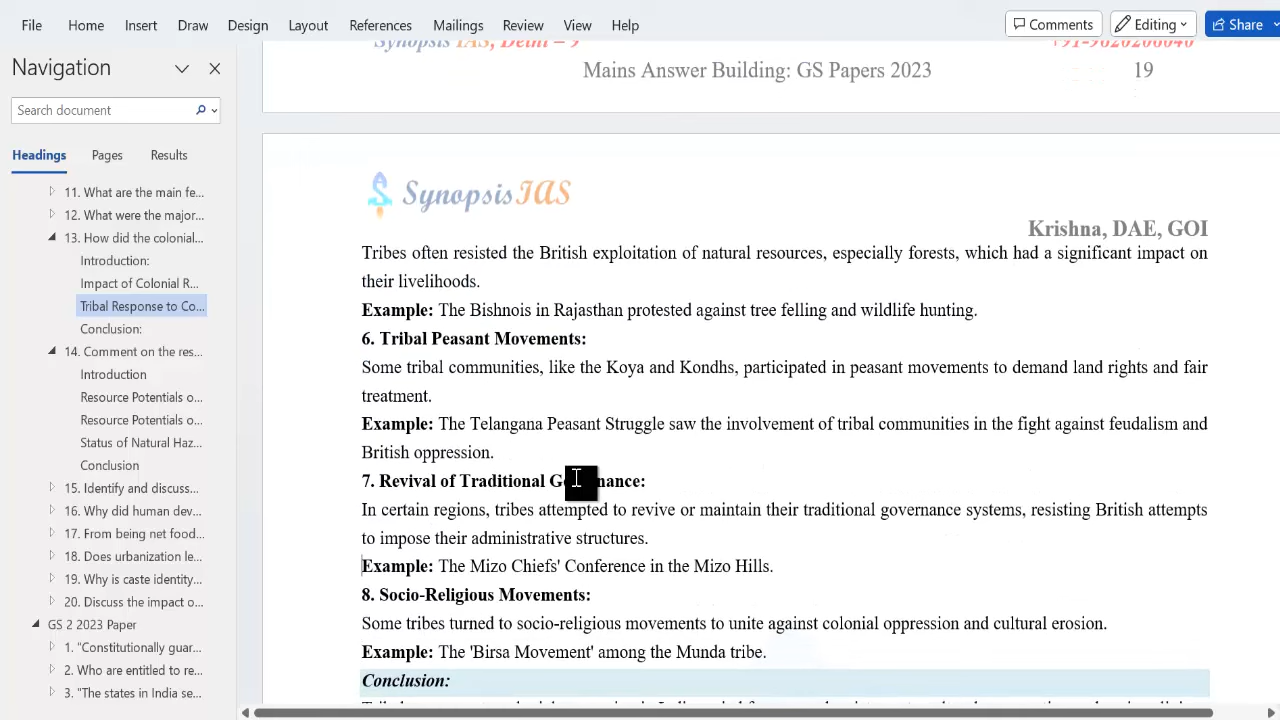 File Home Insert Draw Design Layout References Mailings Review View Help Comments Editing Share
Navigation
Search document
Headings Pages Results
11. What are the main fe...
12. What were the major...
13. How did the colonial...
Introduction:
Impact of Colonial R...
Tribal Response to Co...
Conclusion:
14. Comment on the res...
Introduction
Resource Potentials o...
Resource Potentials o...
Status of Natural Haz...
Conclusion
15. Identify and discuss...
16. Why did human dev...
17. From being net food...
18. Does urbanization le...
19. Why is caste identity...
20. Discuss the impact o...
GS 2 2023 Paper
1. "Constitutionally guar...
2. Who are entitled to re...
3. "The states in India se...
Synopsis IAS, Delhi – 9
Mains Answer Building: GS Papers 2023 19
Synopsis IAS
Krishna, DAE, GOI
Tribes often resisted the British exploitation of natural resources, especially forests, which had a significant impact on
their livelihoods.
Example: The Bishnois in Rajasthan protested against tree felling and wildlife hunting.
6. Tribal Peasant Movements:
Some tribal communities, like the Koya and Kondhs, participated in peasant movements to demand land rights and fair
treatment.
Example: The Telangana Peasant Struggle saw the involvement of tribal communities in the fight against feudalism and
British oppression.
7. Revival of Traditional Governance:
In certain regions, tribes attempted to revive or maintain their traditional governance systems, resisting British attempts
to impose their administrative structures.
Example: The Mizo Chiefs' Conference in the Mizo Hills.
8. Socio-Religious Movements:
Some tribes turned to socio-religious movements to unite against colonial oppression and cultural erosion.
Example: The 'Birsa Movement' among the Munda tribe.
Conclusion: